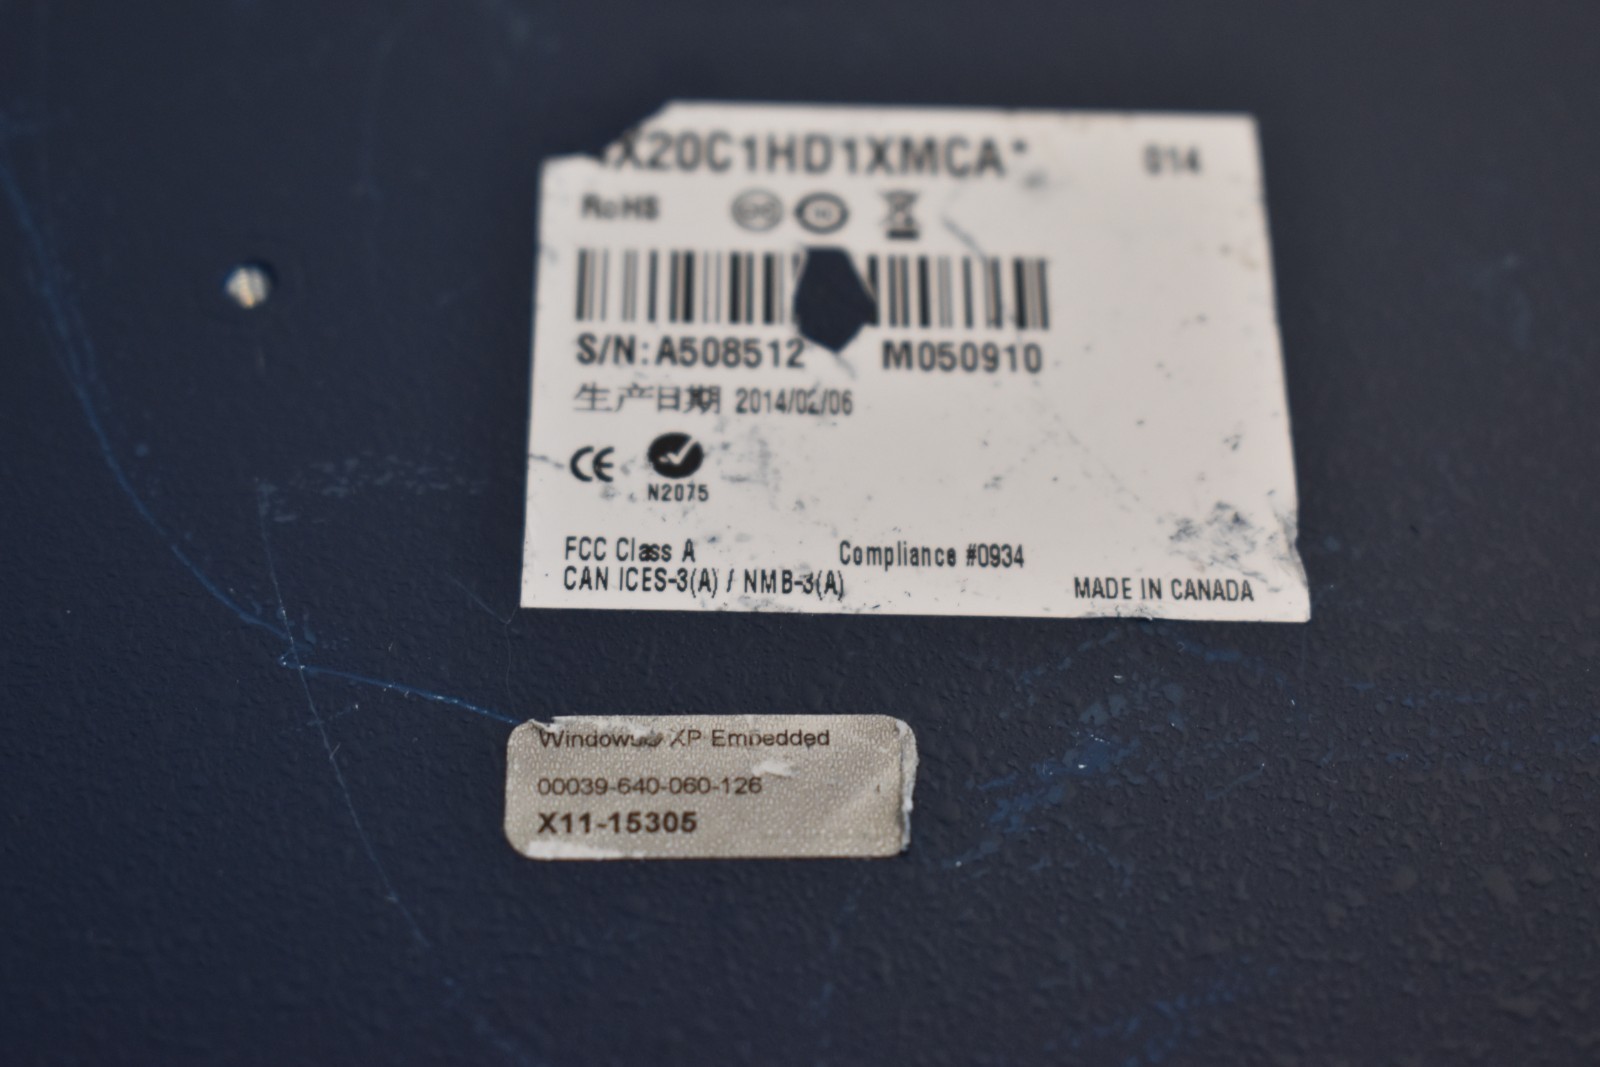 X20C1HD1XMCA* 014
RoHS
S/N: A508512 M050910
生产日期 2014/02/06
CE
N2075
FCC Class A Compliance #0934
CAN ICES-3(A) / NMB-3(A) MADE IN CANADA
Windows® XP Embedded
00039-640-060-126
X11-15305